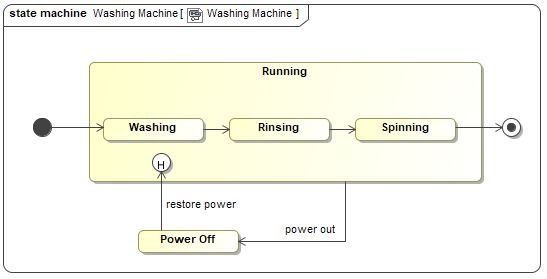 state machine Washing Machine [ Washing Machine ]
Running
Washing
Rinsing
Spinning
H
restore power
power out
Power Off